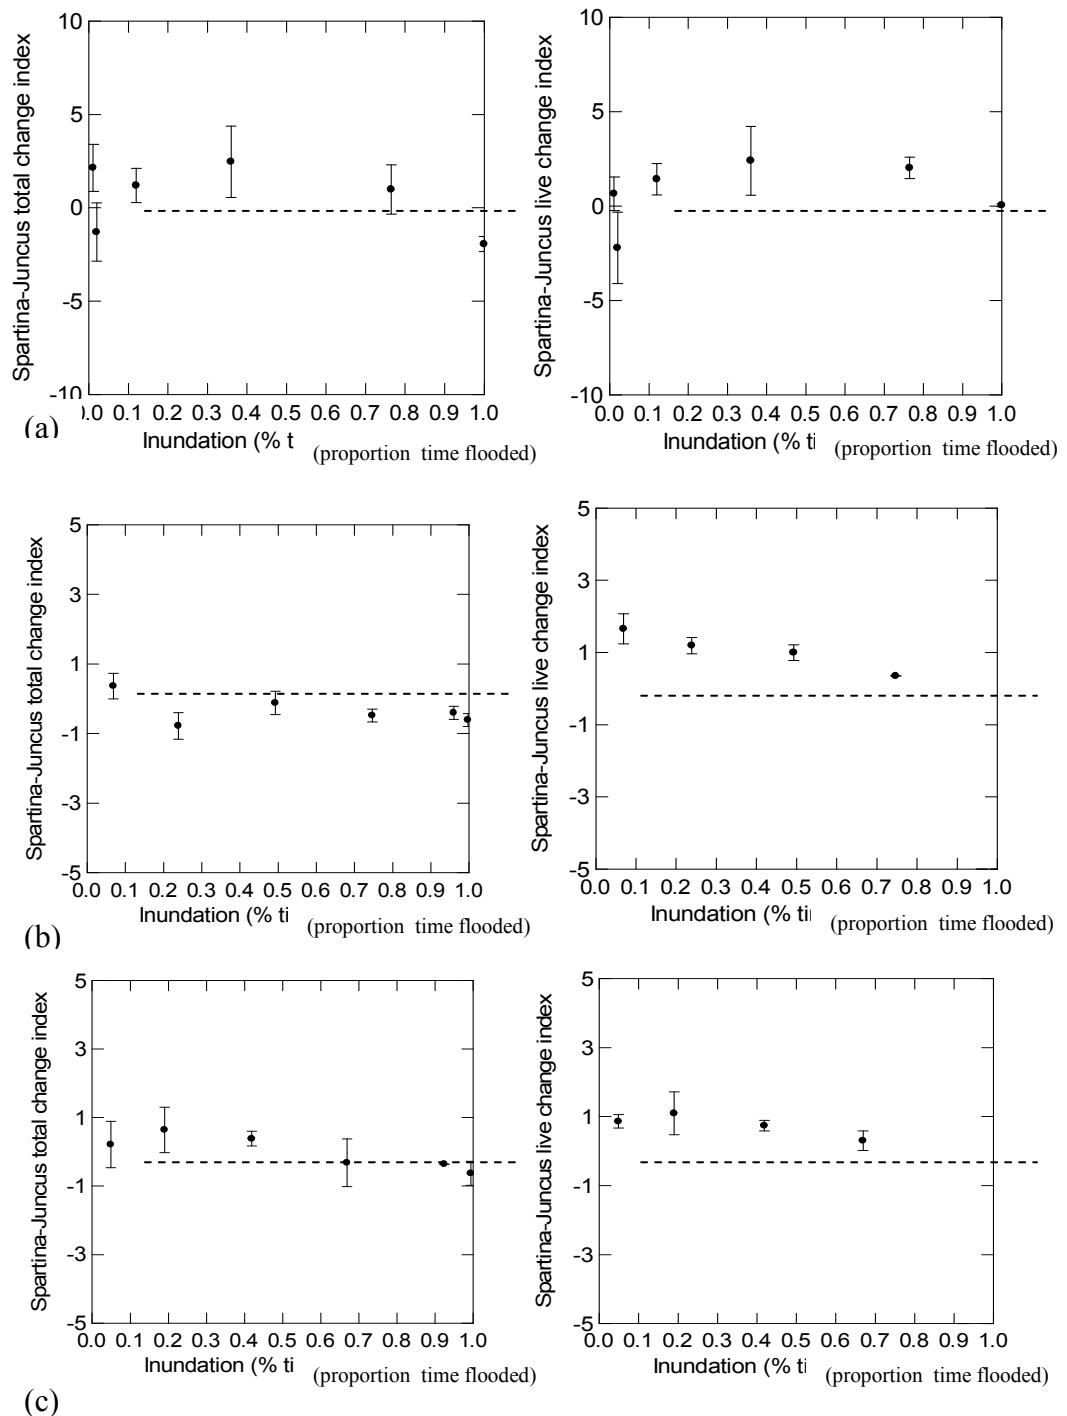 Spartina-Juncus total change index
10
5
0
-5
-10
).0 0.1 0.2 0.3 0.4 0.5 0.6 0.7 0.8 0.9 1.0
Inundation (% t (proportion time flooded)
Spartina-Juncus live change index
10
5
0
-5
-10
0.0 0.1 0.2 0.3 0.4 0.5 0.6 0.7 0.8 0.9 1.0
Inundation (% ti (proportion time flooded)
(a)
Spartina-Juncus total change index
5
3
1
-1
-3
-5
0.0 0.1 0.2 0.3 0.4 0.5 0.6 0.7 0.8 0.9 1.0
Inundation (% ti (proportion time flooded)
Spartina-Juncus live change index
5
3
1
-1
-3
-5
0.0 0.1 0.2 0.3 0.4 0.5 0.6 0.7 0.8 0.9 1.0
Inundation (% tii (proportion time flooded)
(b)
Spartina-Juncus total change index
5
3
1
-1
-3
-5
0.0 0.1 0.2 0.3 0.4 0.5 0.6 0.7 0.8 0.9 1.0
Inundation (% ti (proportion time flooded)
Spartina-Juncus live change index
5
3
1
-1
-3
-5
0.0 0.1 0.2 0.3 0.4 0.5 0.6 0.7 0.8 0.9 1.0
Inundation (% ti (proportion time flooded)
(c)